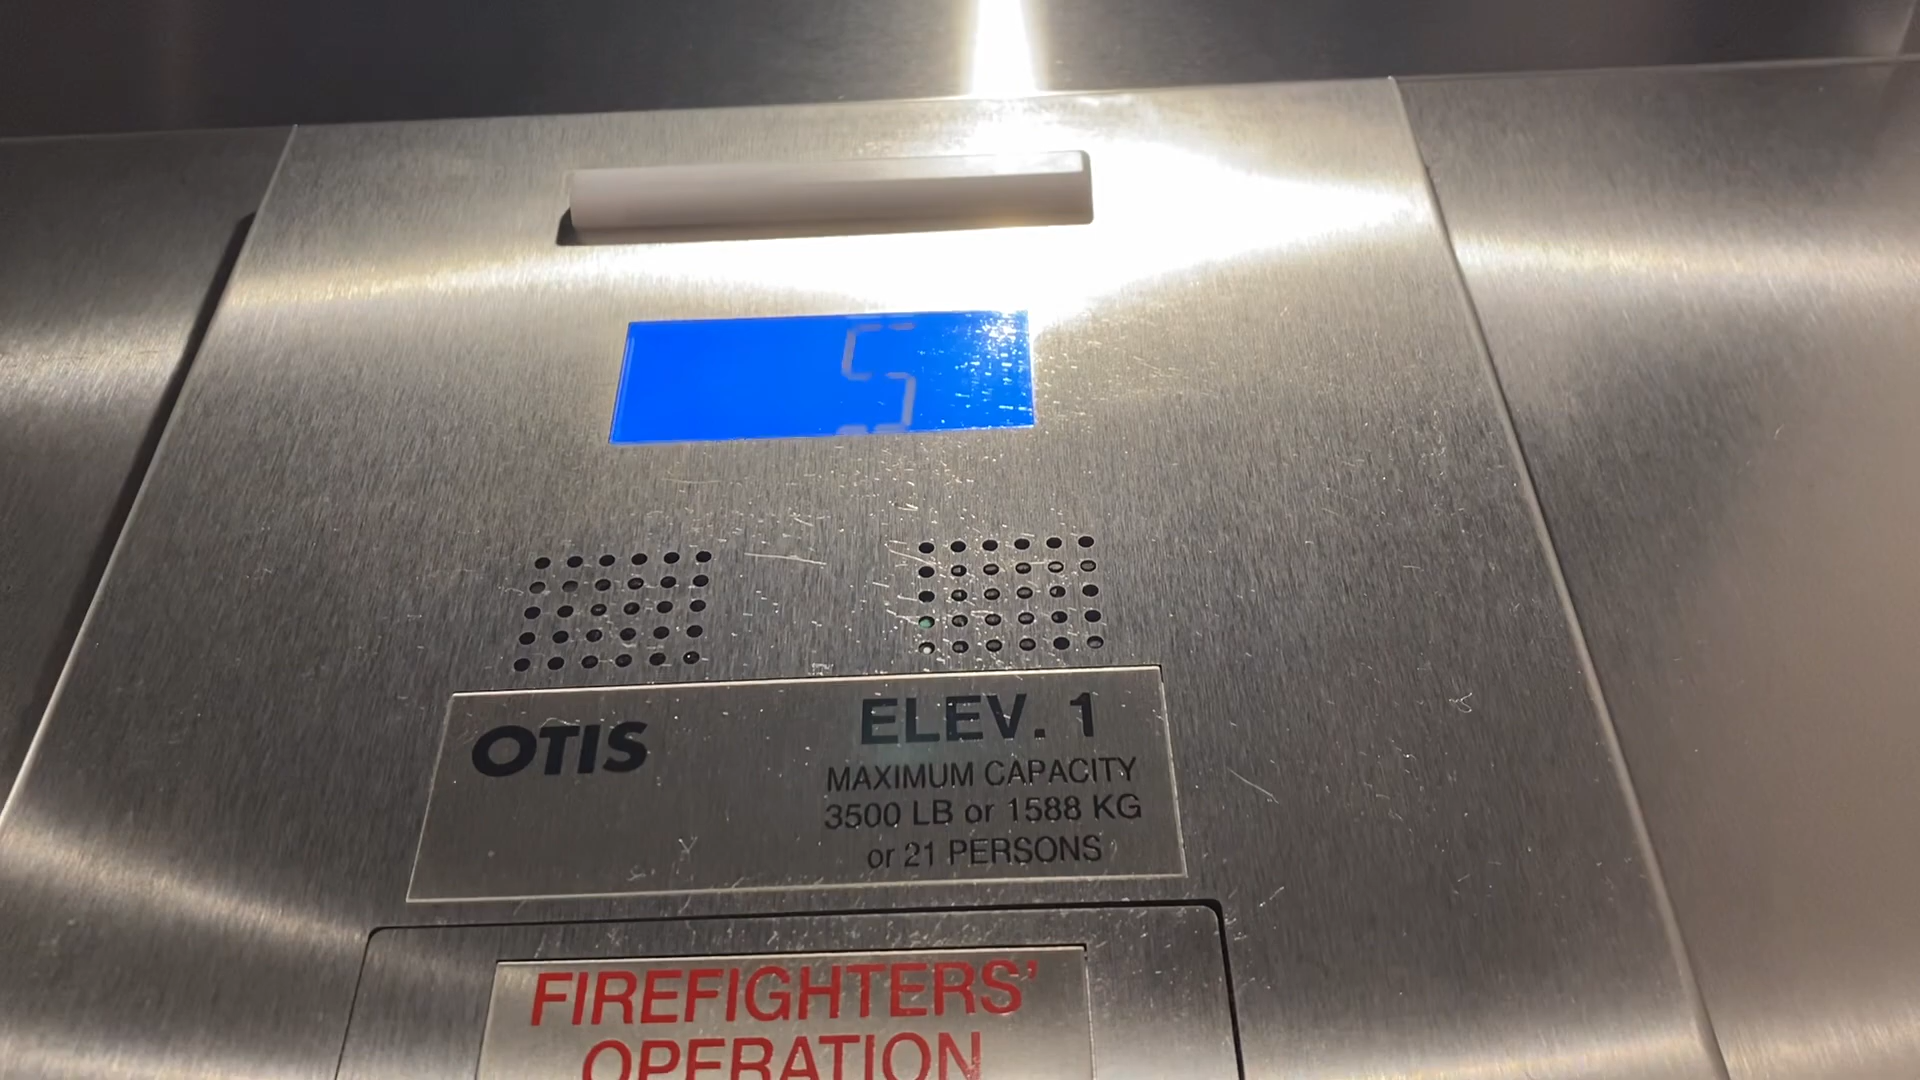 5
OTIS
ELEV. 1
MAXIMUM CAPACITY
3500 LB or 1588 KG
or 21 PERSONS
FIREFIGHTERS'
OPERATION